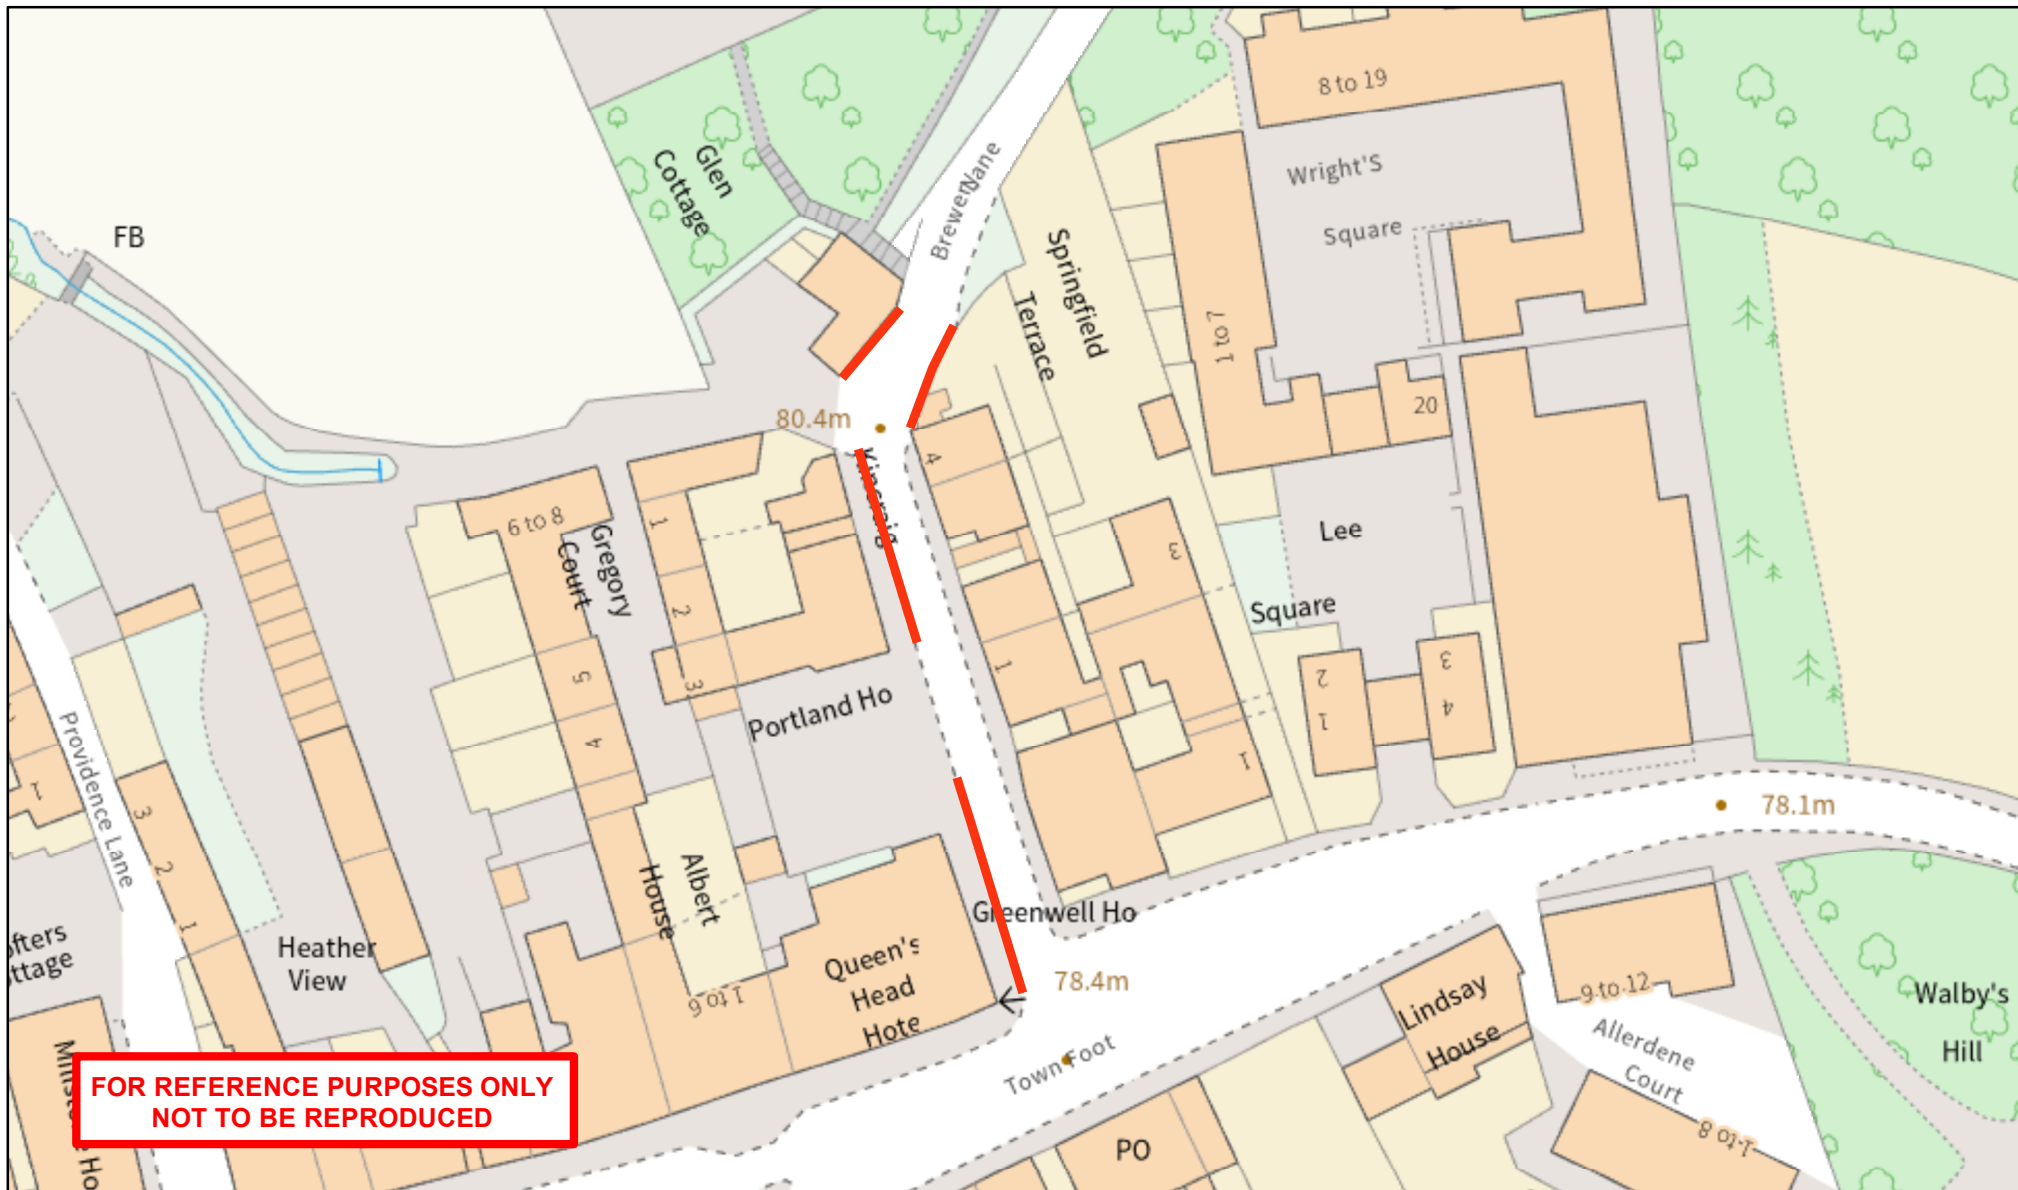 8 to 19
Wright'S
Square
Glen
Cottage
Brewery Lane
FB
Springfield
Terrace
1 to 7
20
80.4m
Kincraig
4
8 to 9
Gregory
Court
1
2
3
3
Lee
Square
1
1
2
1
3
4
5
4
Portland Ho
78.1m
Providence Lane
1
3
2
1
Albert
House
Greenwell Ho
Heather
View
Queen's
Head
Hote
1 to 6
78.4m
Lindsay
House
9 to 12
Walby's
Hill
Allerdene
Court
Town Foot
1 to 8
PO
FOR REFERENCE PURPOSES ONLY
NOT TO BE REPRODUCED